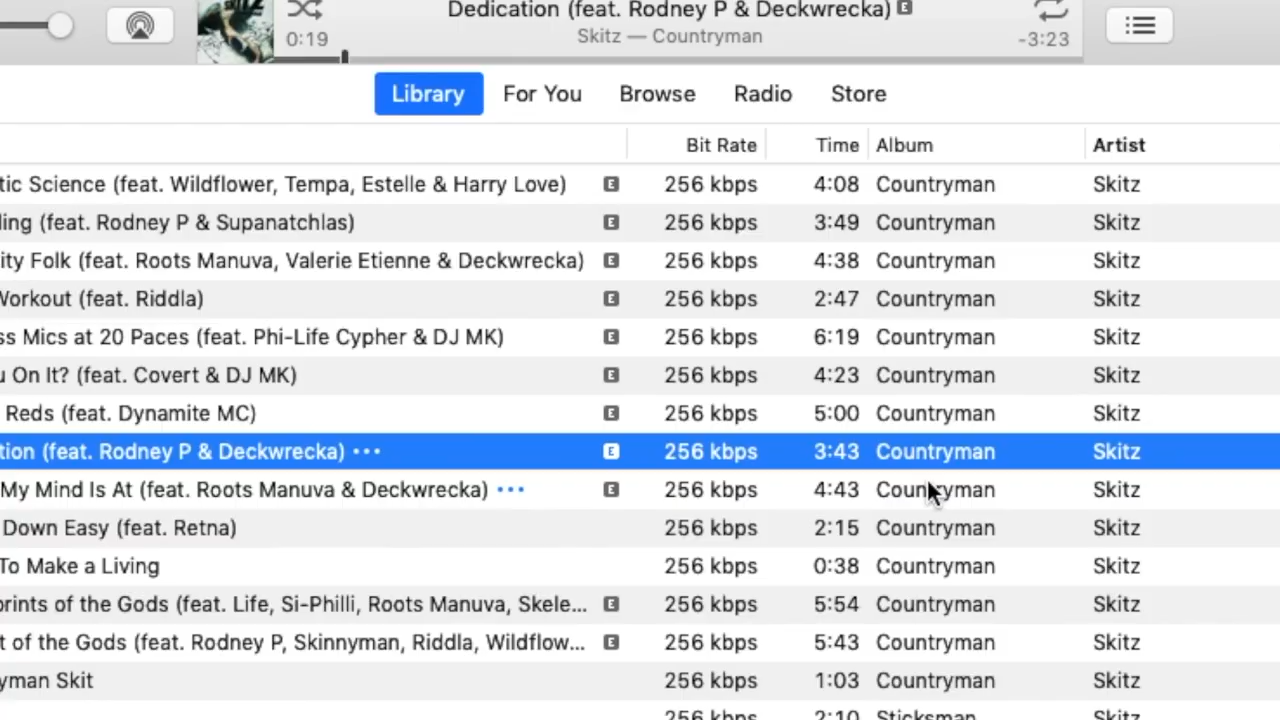 Dedication (feat. Rodney P & Deckwrecka) E
0:19 Skitz — Countryman -3:23
Library For You Browse Radio Store
Bit Rate Time Album Artist
tic Science (feat. Wildflower, Tempa, Estelle & Harry Love) E 256 kbps 4:08 Countryman Skitz
ling (feat. Rodney P & Supanatchlas) E 256 kbps 3:49 Countryman Skitz
ity Folk (feat. Roots Manuva, Valerie Etienne & Deckwrecka) E 256 kbps 4:38 Countryman Skitz
Workout (feat. Riddla) E 256 kbps 2:47 Countryman Skitz
ss Mics at 20 Paces (feat. Phi-Life Cypher & DJ MK) E 256 kbps 6:19 Countryman Skitz
u On It? (feat. Covert & DJ MK) E 256 kbps 4:23 Countryman Skitz
Reds (feat. Dynamite MC) E 256 kbps 5:00 Countryman Skitz
tion (feat. Rodney P & Deckwrecka) ••• E 256 kbps 3:43 Countryman Skitz
My Mind Is At (feat. Roots Manuva & Deckwrecka) ••• E 256 kbps 4:43 Countryman Skitz
Down Easy (feat. Retna) 256 kbps 2:15 Countryman Skitz
To Make a Living 256 kbps 0:38 Countryman Skitz
prints of the Gods (feat. Life, Si-Philli, Roots Manuva, Skele... E 256 kbps 5:54 Countryman Skitz
t of the Gods (feat. Rodney P, Skinnyman, Riddla, Wildflow... E 256 kbps 5:43 Countryman Skitz
yman Skit 256 kbps 1:03 Countryman Skitz
256 kbps 2:10 Sticksman Skitz